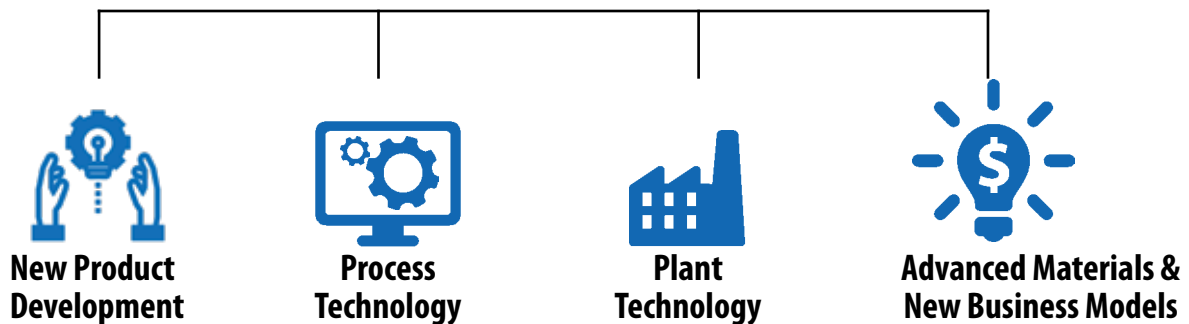 $
New Product
Development
Process
Technology
Plant
Technology
Advanced Materials &
New Business Models